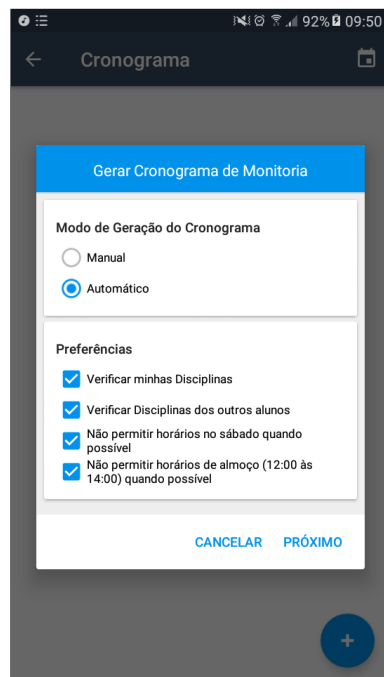 92% 09:50
Cronograma
Gerar Cronograma de Monitoria
Modo de Geração do Cronograma
Manual
Automático
Preferências
Verificar minhas Disciplinas
Verificar Disciplinas dos outros alunos
Não permitir horários no sábado quando
possível
Não permitir horários de almoço (12:00 às
14:00) quando possível
CANCELAR PRÓXIMO
+